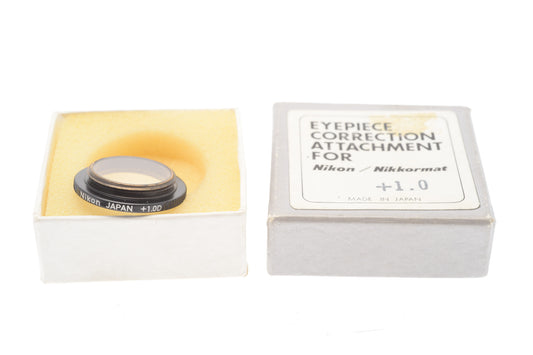 Nikon JAPAN +1.0D
EYEPIECE
CORRECTiON
ATTACHMENT
FOR
Nikon / Nikkormat
+1.0
MADE IN JAPAN